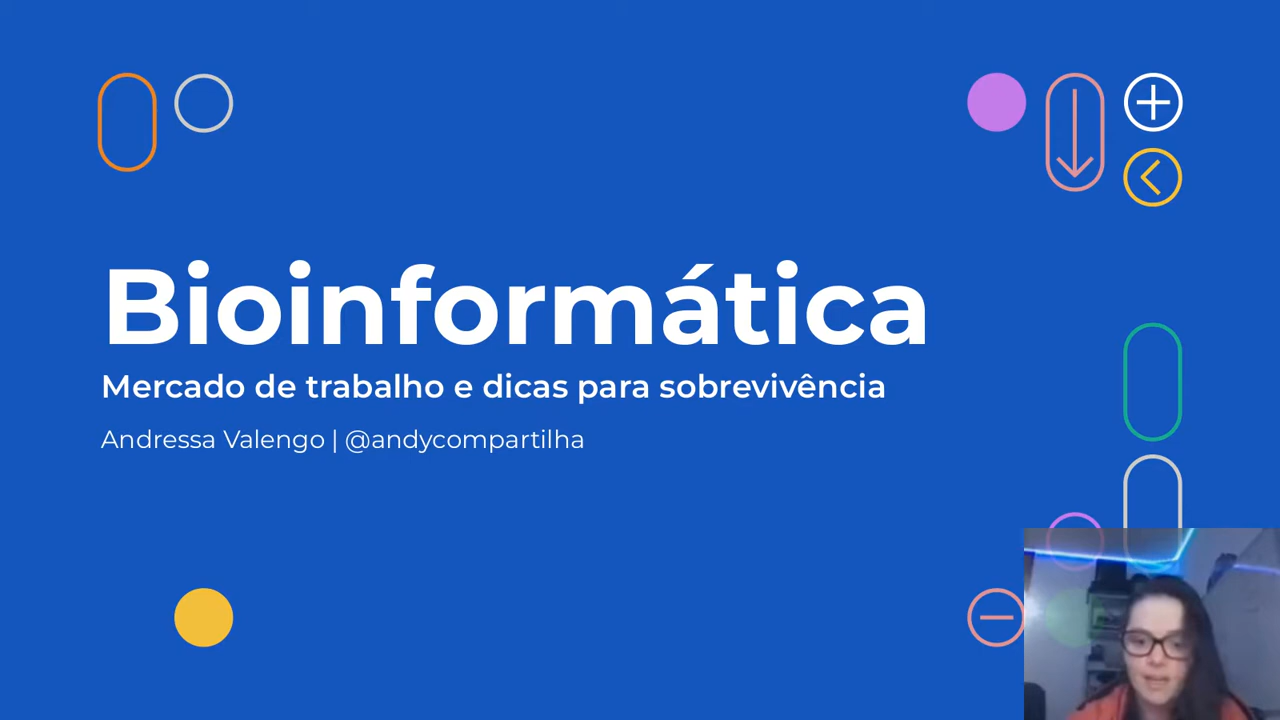 Bioinformática
Mercado de trabalho e dicas para sobrevivência
Andressa Valengo | @andycompartilha